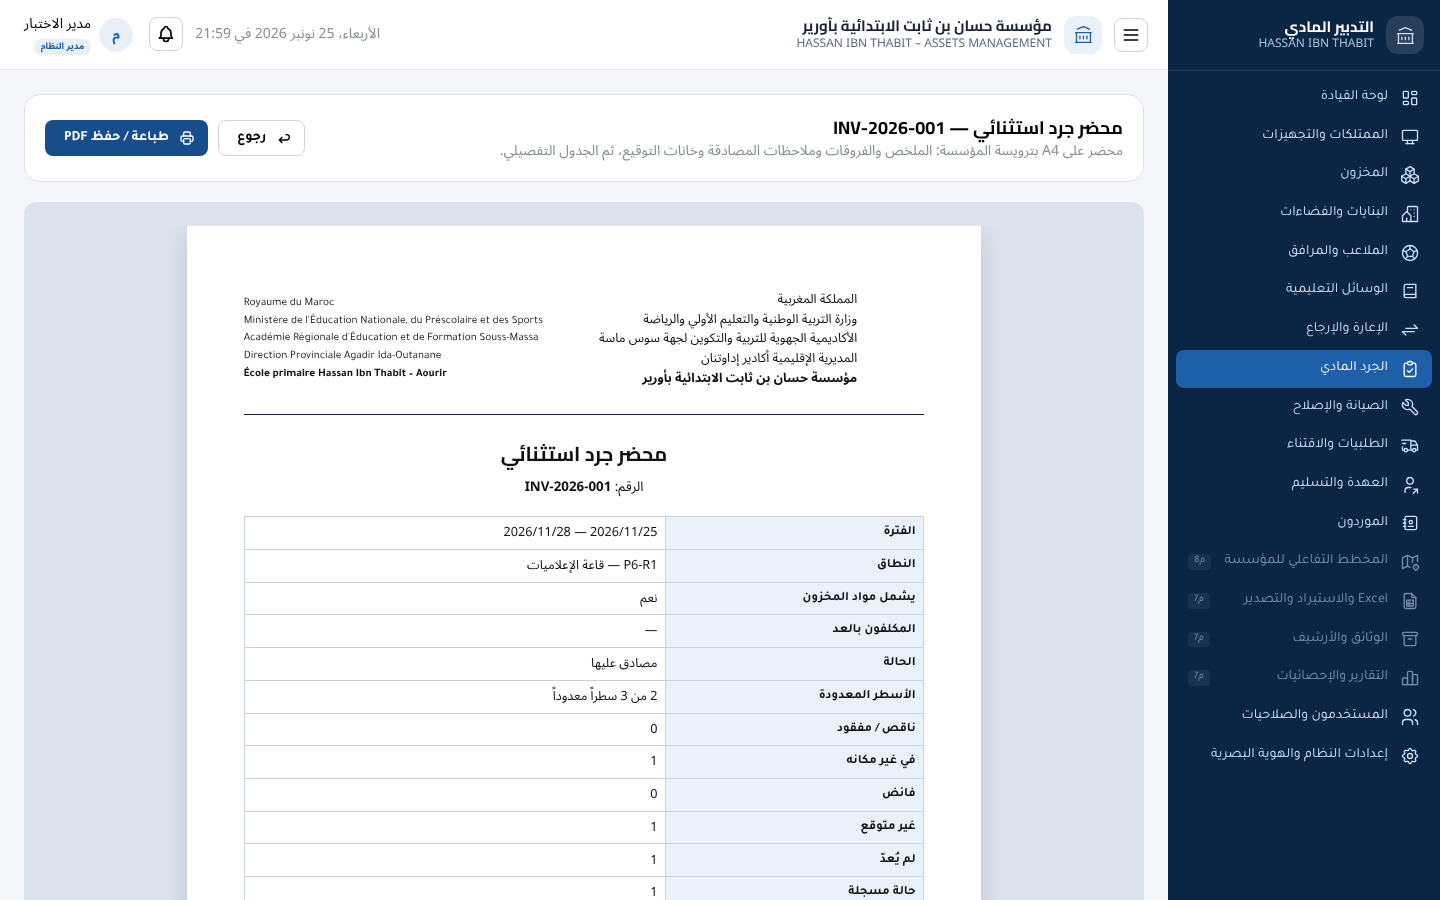 التدبير المادي
HASSAN IBN THABIT
لوحة القيادة
الممتلكات والتجهيزات
المخزون
البنايات والفضاءات
الملاعب والمرافق
الوسائل التعليمية
الإعارة والإرجاع
الجرد المادي
الصيانة والإصلاح
الطلبيات والاقتناء
العهدة والتسليم
الموردون
المخطط التفاعلي للمؤسسة م8
Excel والاستيراد والتصدير م7
الوثائق والأرشيف م7
التقارير والإحصائيات م7
المستخدمون والصلاحيات
إعدادات النظام والهوية البصرية
مؤسسة حسان بن ثابت الابتدائية بأورير
HASSAN IBN THABIT – ASSETS MANAGEMENT
الأربعاء، 25 نونبر 2026 في 21:59
م
مدير الاختبار
مدير النظام
محضر جرد استثنائي — INV-2026-001
محضر على A4 بترويسة المؤسسة: الملخص والفروقات وملاحظات المصادقة وخانات التوقيع، ثم الجدول التفصيلي.
رجوع
طباعة / حفظ PDF
المملكة المغربية
وزارة التربية الوطنية والتعليم الأولي والرياضة
الأكاديمية الجهوية للتربية والتكوين لجهة سوس ماسة
المديرية الإقليمية أكادير إداوتنان
مؤسسة حسان بن ثابت الابتدائية بأورير
Royaume du Maroc
Ministère de l'Éducation Nationale, du Préscolaire et des Sports
Académie Régionale d'Éducation et de Formation Souss-Massa
Direction Provinciale Agadir Ida-Outanane
École primaire Hassan Ibn Thabit – Aourir
محضر جرد استثنائي
الرقم: INV-2026-001
الفترة 2026/11/25 — 2026/11/28
النطاق P6-R1 — قاعة الإعلاميات
يشمل مواد المخزون نعم
المكلفون بالعد —
الحالة مصادق عليها
الأسطر المعدودة 2 من 3 سطراً معدوداً
ناقص / مفقود 0
في غير مكانه 1
فائض 0
غير متوقع 1
لم يُعدّ 1
حالة مسجلة 1